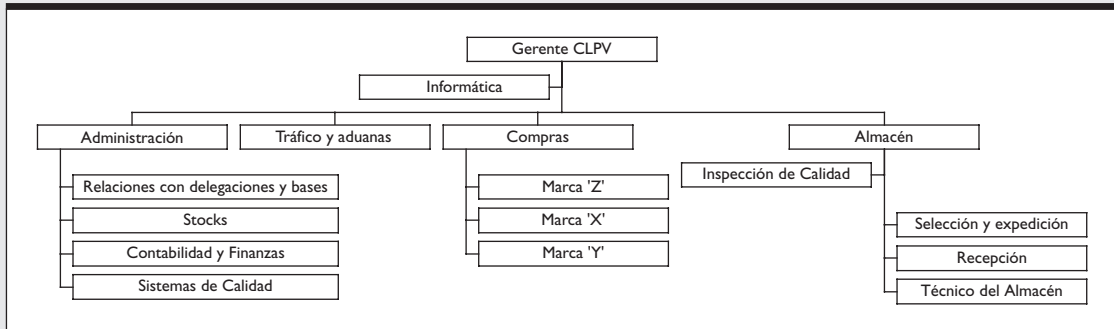 Gerente CLPV
Informática
Administración
Tráfico y aduanas
Compras
Almacén
Relaciones con delegaciones y bases
Stocks
Contabilidad y Finanzas
Sistemas de Calidad
Marca 'Z'
Marca 'X'
Marca 'Y'
Inspección de Calidad
Selección y expedición
Recepción
Técnico del Almacén